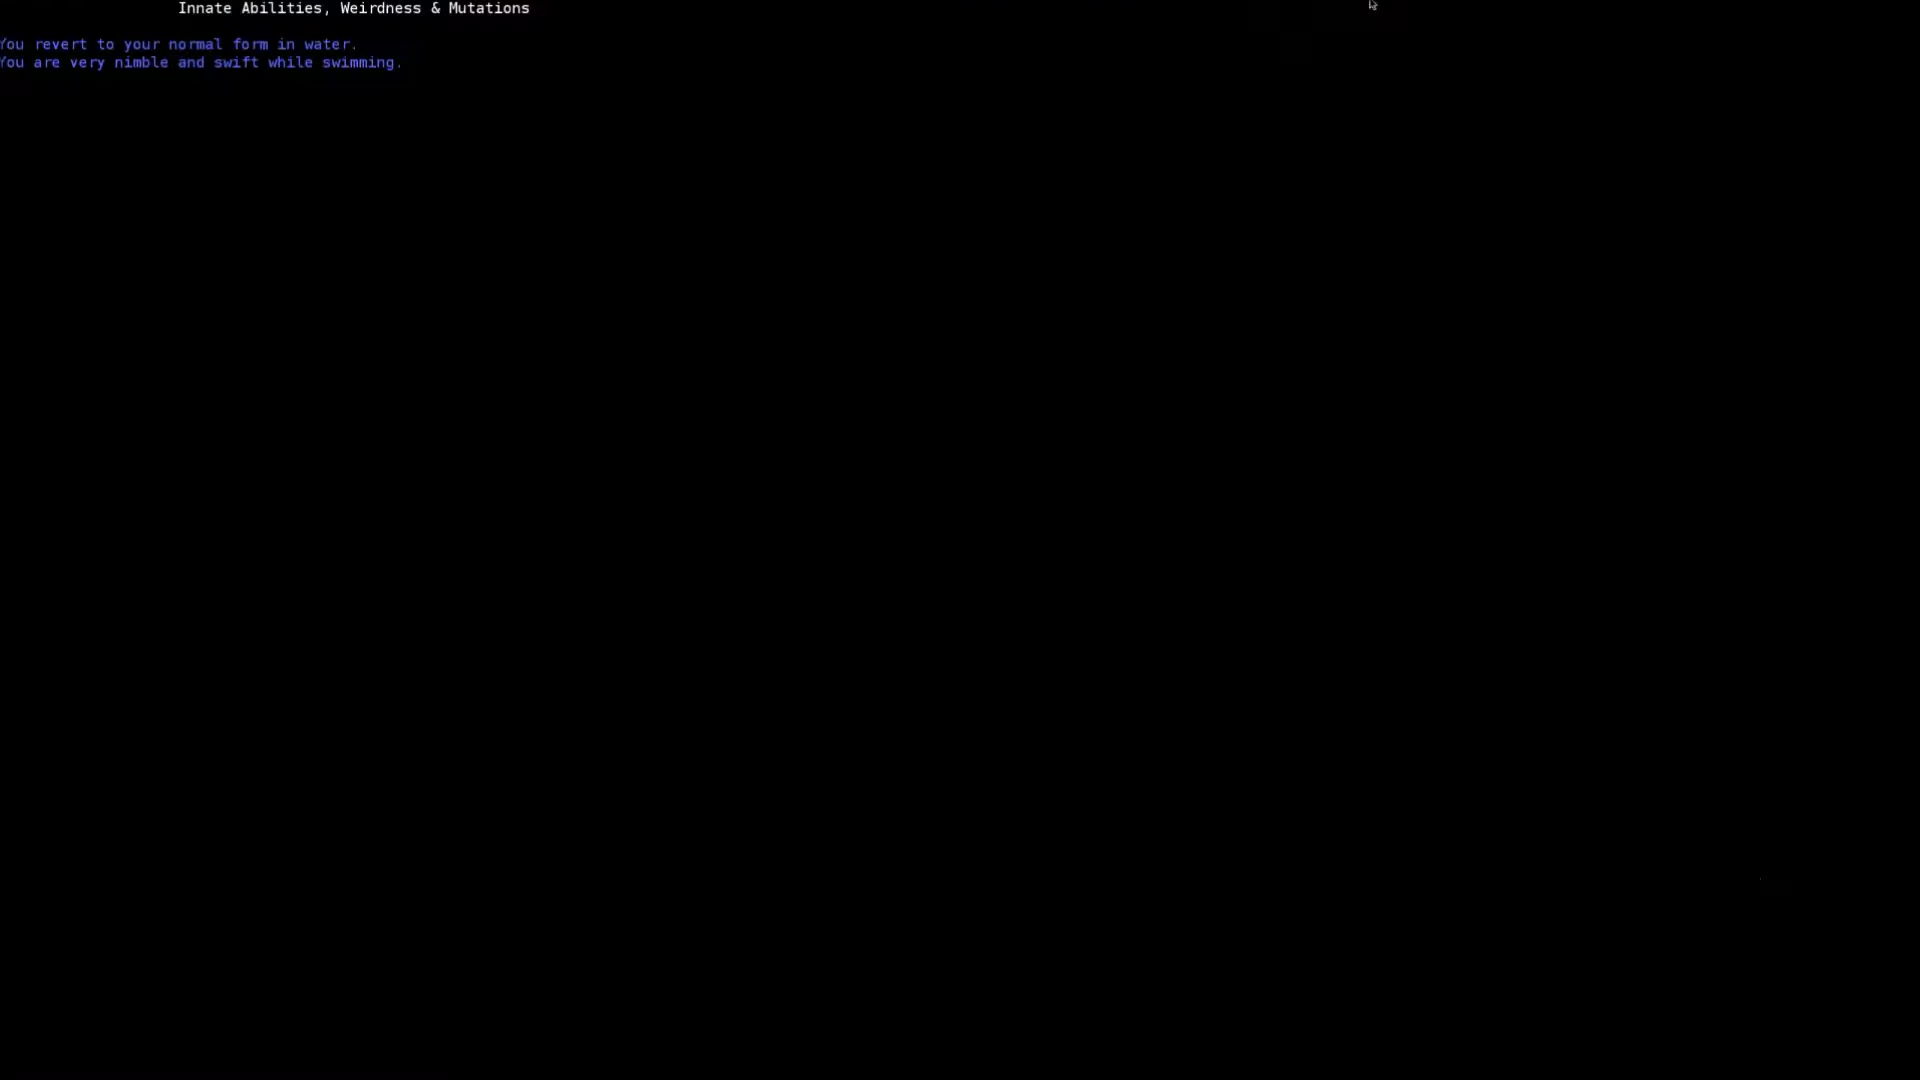 Innate Abilities, Weirdness & Mutations
You revert to your normal form in water.
You are very nimble and swift while swimming.